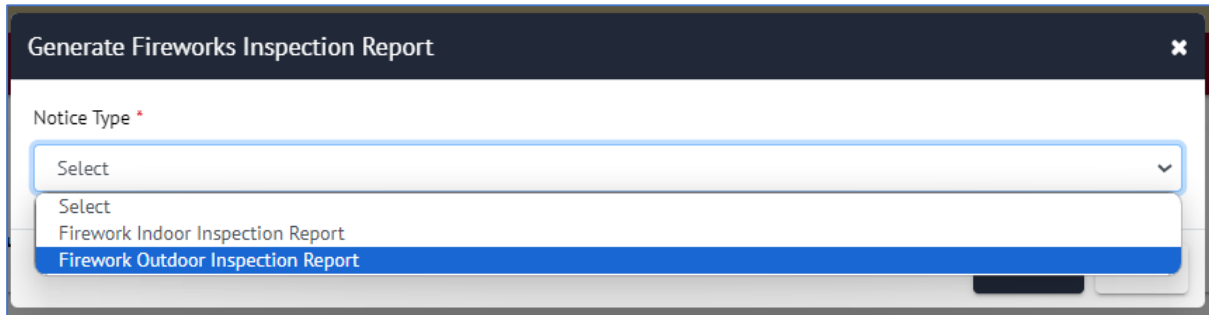 Generate Fireworks Inspection Report ✖
Notice Type *
Select
Select
Firework Indoor Inspection Report
Firework Outdoor Inspection Report